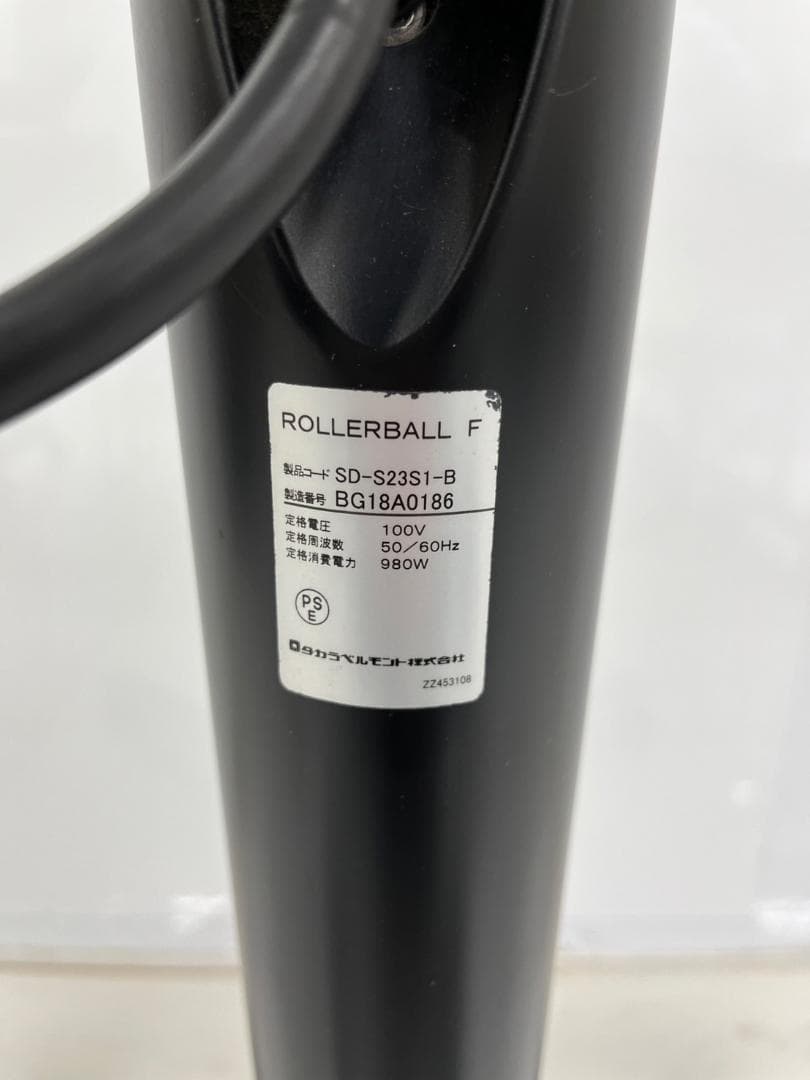 ROLLERBALL F
製品コード SD-S23S1-B
製造番号 BG18A0186
定格電圧 100V
定格周波数 50/60Hz
定格消費電力 980W
PS
E
タカラベルモント株式会社
ZZ453108